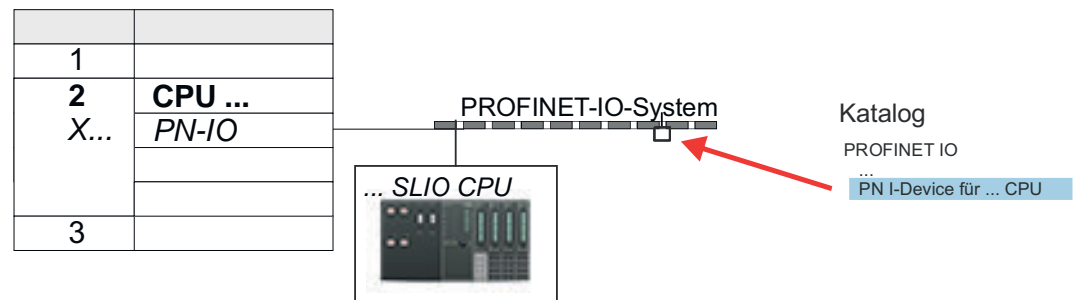 1
2 CPU ...
X... PN-IO
3
PROFINET-IO-System
... SLIO CPU
Katalog
PROFINET IO
...
PN I-Device für ... CPU